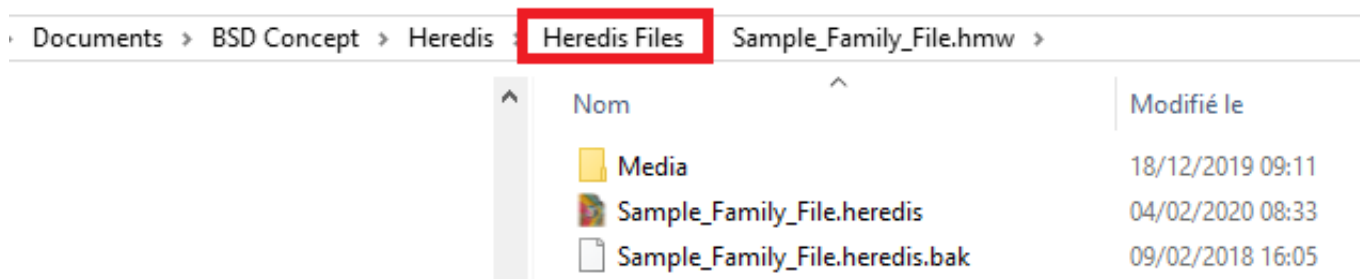 Documents > BSD Concept > Heredis > Heredis Files Sample_Family_File.hmw >
Nom Modifié le
Media 18/12/2019 09:11
Sample_Family_File.heredis 04/02/2020 08:33
Sample_Family_File.heredis.bak 09/02/2018 16:05